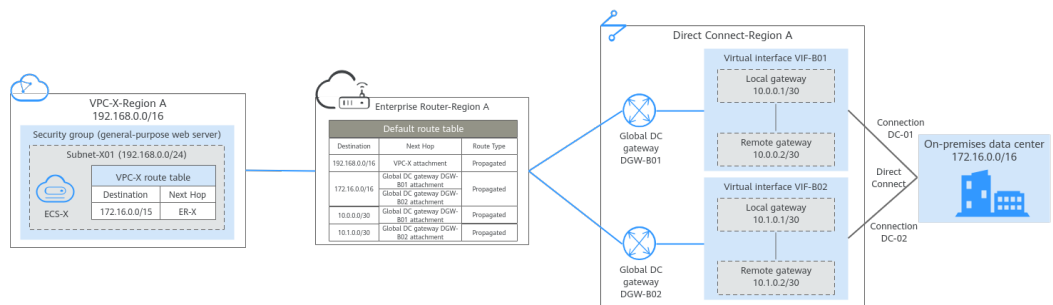 VPC-X-Region A
192.168.0.0/16
Security group (general-purpose web server)
Subnet-X01 (192.168.0.0/24)
ECS-X
VPC-X route table
Destination Next Hop
172.16.0.0/15 ER-X
Enterprise Router-Region A
Default route table
Destination Next Hop Route Type
192.168.0.0/16 VPC-X attachment Propagated
172.16.0.0/16
Global DC gateway DGW-
B01 attachment
Global DC gateway DGW-
B02 attachment
Propagated
10.0.0.0/30
Global DC gateway DGW-
B01 attachment
Propagated
10.1.0.0/30
Global DC gateway DGW-
B02 attachment
Propagated
Direct Connect-Region A
Global DC
gateway
DGW-B01
Virtual Interface VIF-B01
Local gateway
10.0.0.1/30
Remote gateway
10.0.0.2/30
Global DC
gateway
DGW-B02
Virtual Interface VIF-B02
Local gateway
10.1.0.1/30
Remote gateway
10.1.0.2/30
Connection
DC-01
Direct
Connect
Connection
DC-02
On-premises data center
172.16.0.0/16